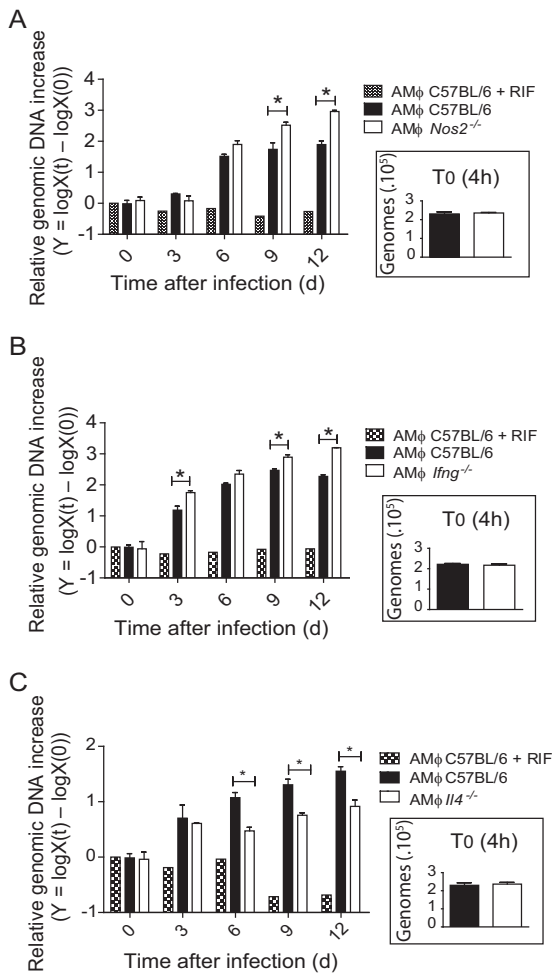 A
Relative genomic DNA increase
(Y = logX(t) – logX(0))
4
3
2
1
0
-1
*
*
0
3
6
9
12
Time after infection (d)
AMϕ C57BL/6 + RIF
AMϕ C57BL/6
AMϕ Nos2-/-
T0 (4h)
Genomes (.10⁵)
3
2
1
0
B
Relative genomic DNA increase
(Y = logX(t) – logX(0))
4
3
2
1
0
-1
*
*
*
0
3
6
9
12
Time after infection (d)
AMϕ C57BL/6 + RIF
AMϕ C57BL/6
AMϕ Ifng-/-
T0 (4h)
Genomes (.10⁵)
3
2
1
0
C
Relative genomic DNA increase
(Y = logX(t) – logX(0))
2
1
0
-1
*
*
*
0
3
6
9
12
Time after infection (d)
AMϕ C57BL/6 + RIF
AMϕ C57BL/6
AMϕ Il4-/-
T0 (4h)
Genomes (.10⁵)
3
2
1
0